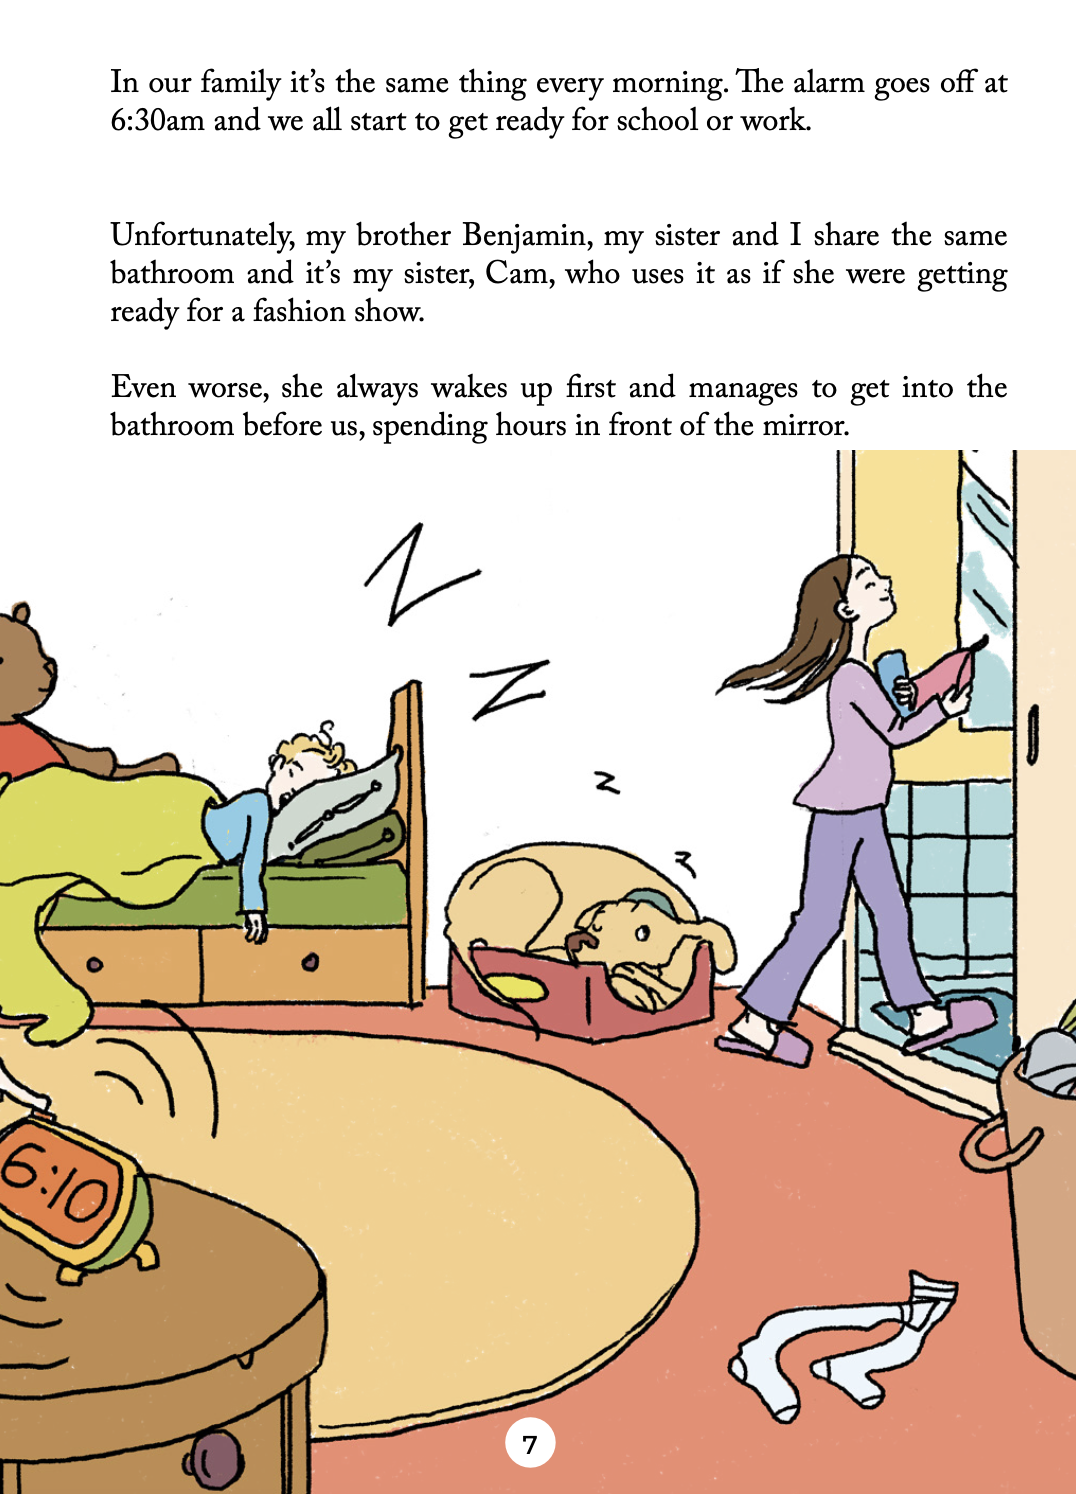 In our family it’s the same thing every morning. The alarm goes off at
6:30am and we all start to get ready for school or work.
Unfortunately, my brother Benjamin, my sister and I share the same
bathroom and it’s my sister, Cam, who uses it as if she were getting
ready for a fashion show.
Even worse, she always wakes up first and manages to get into the
bathroom before us, spending hours in front of the mirror.
Z
Z
z
z
6:10
7